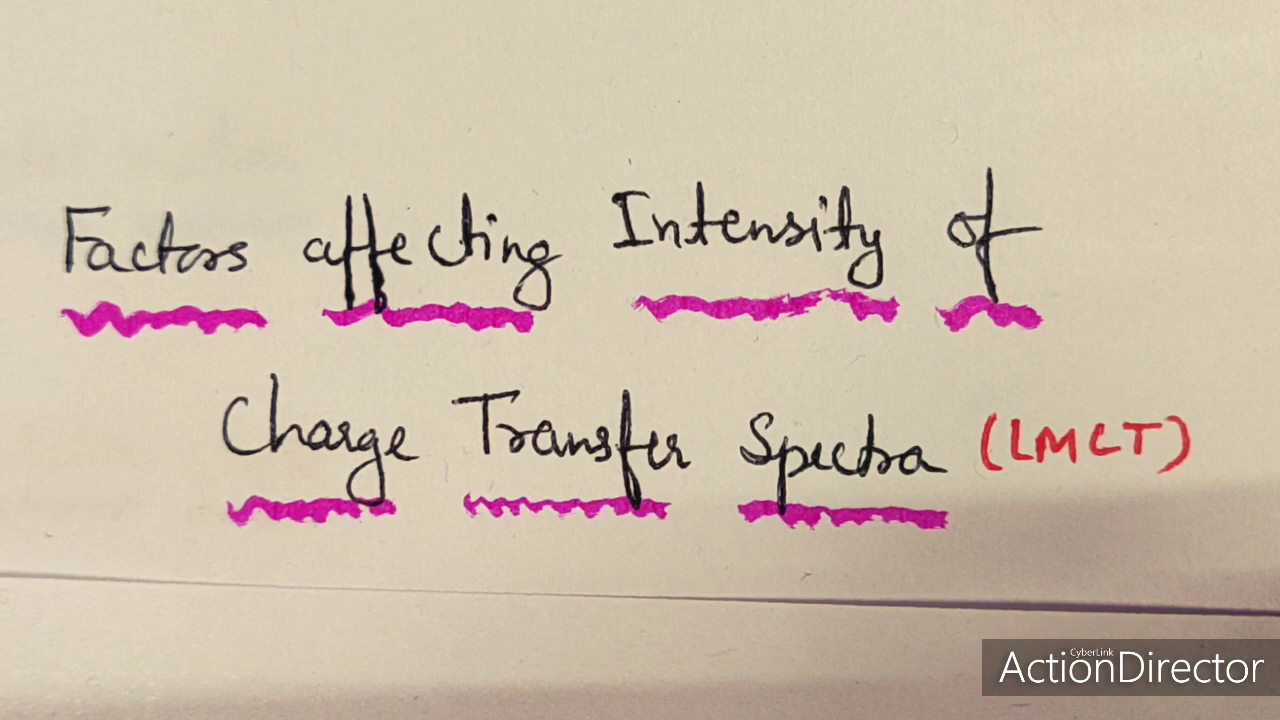 Factors affecting Intensity of
Charge Transfer Spectra (LMCT)
CyberLink
ActionDirector